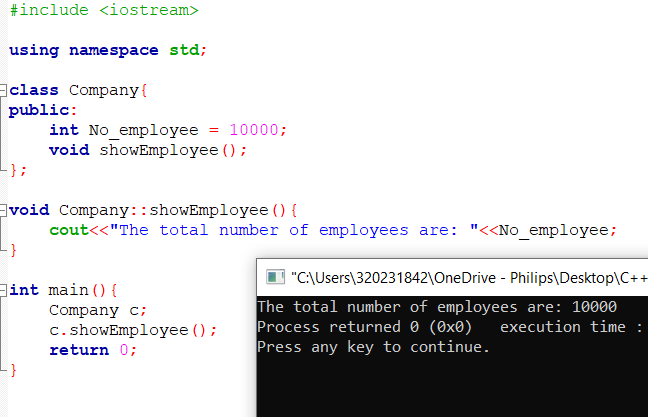 #include <iostream>
using namespace std;
class Company{
public:
    int No_employee = 10000;
    void showEmployee();
};
void Company::showEmployee(){
    cout<<"The total number of employees are: "<<No_employee;
}
int main(){
    Company c;
    c.showEmployee();
    return 0;
}
"C:\Users\320231842\OneDrive - Philips\Desktop\C++
The total number of employees are: 10000
Process returned 0 (0x0)   execution time :
Press any key to continue.